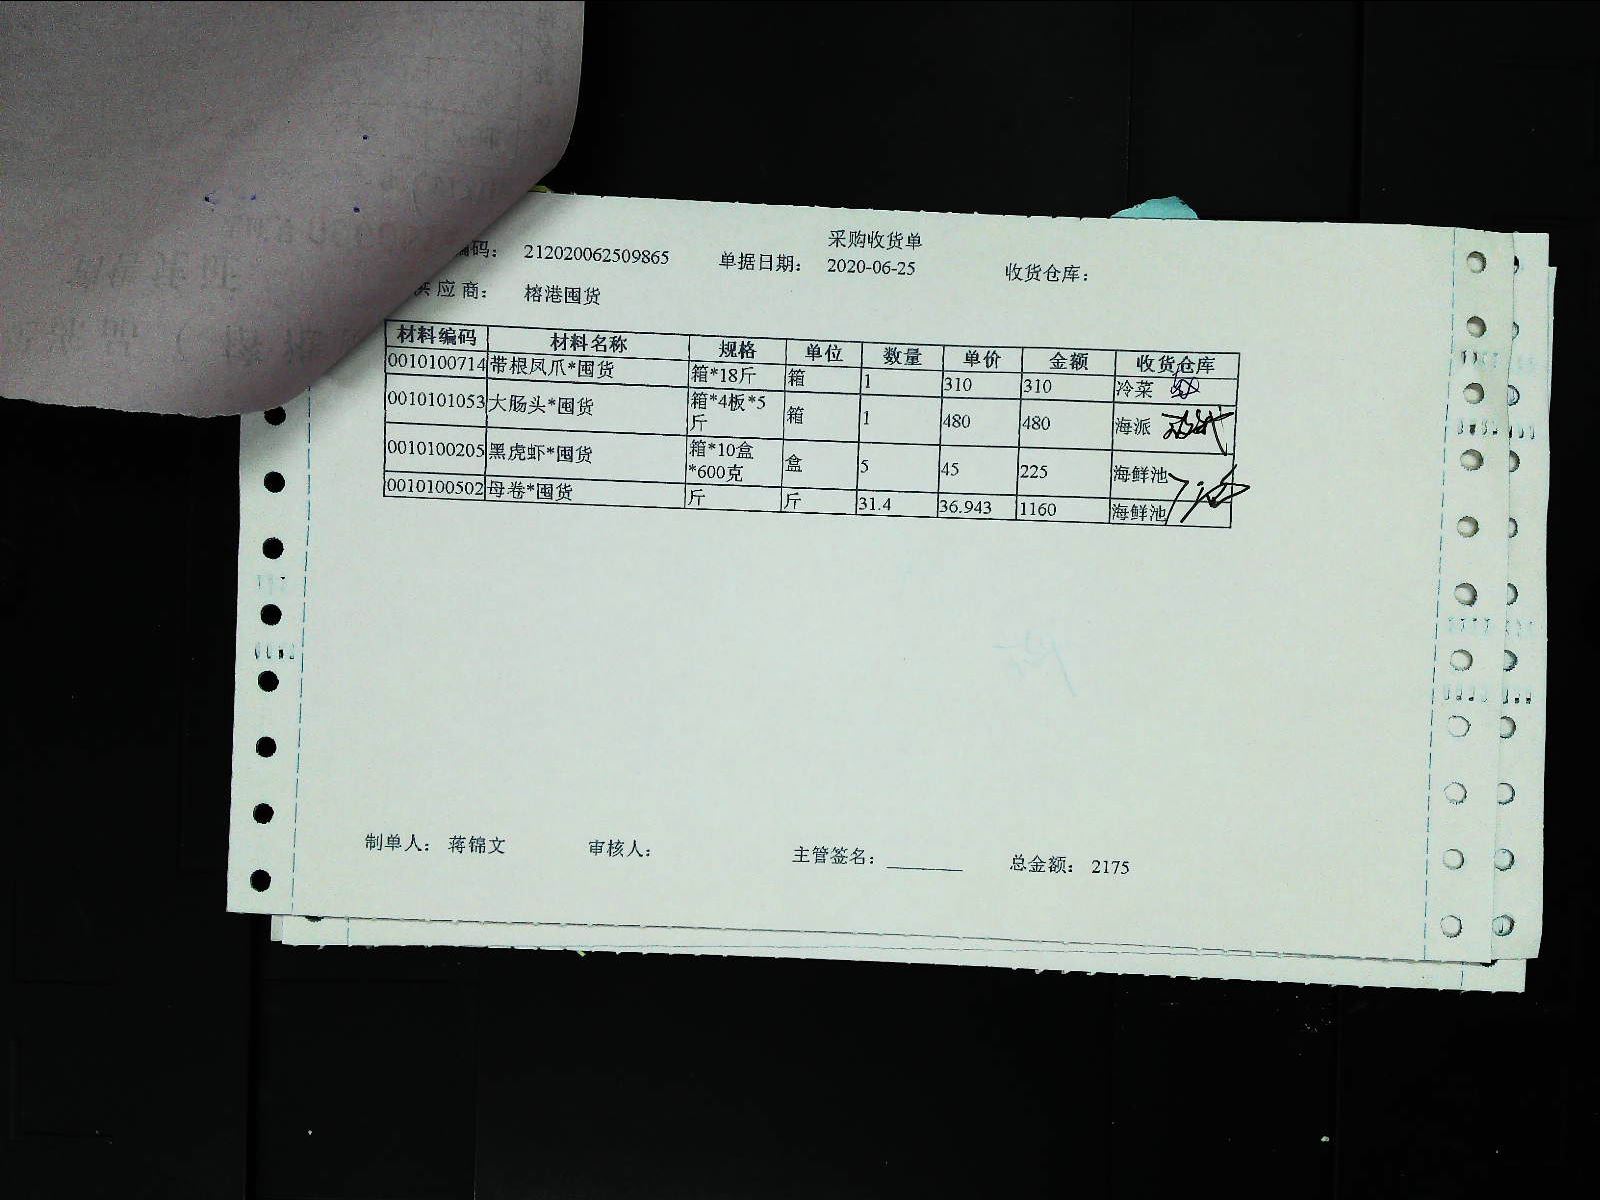 采购收货单
编码： 212020062509865 单据日期： 2020-06-25 收货仓库：
供应商： 榕港囤货
材料编码 材料名称 规格 单位 数量 单价 金额 收货仓库
0010100714 带根凤爪*囤货 箱*18斤 箱 1 310 310 冷菜
0010101053 大肠头*囤货 箱*4板*5斤 箱 1 480 480 海派
0010100205 黑虎虾*囤货 箱*10盒*600克 盒 5 45 225 海鲜池
0010100502 母卷*囤货 斤 斤 31.4 36.943 1160 海鲜池
制单人： 蒋锦文 审核人： 主管签名： 总金额： 2175